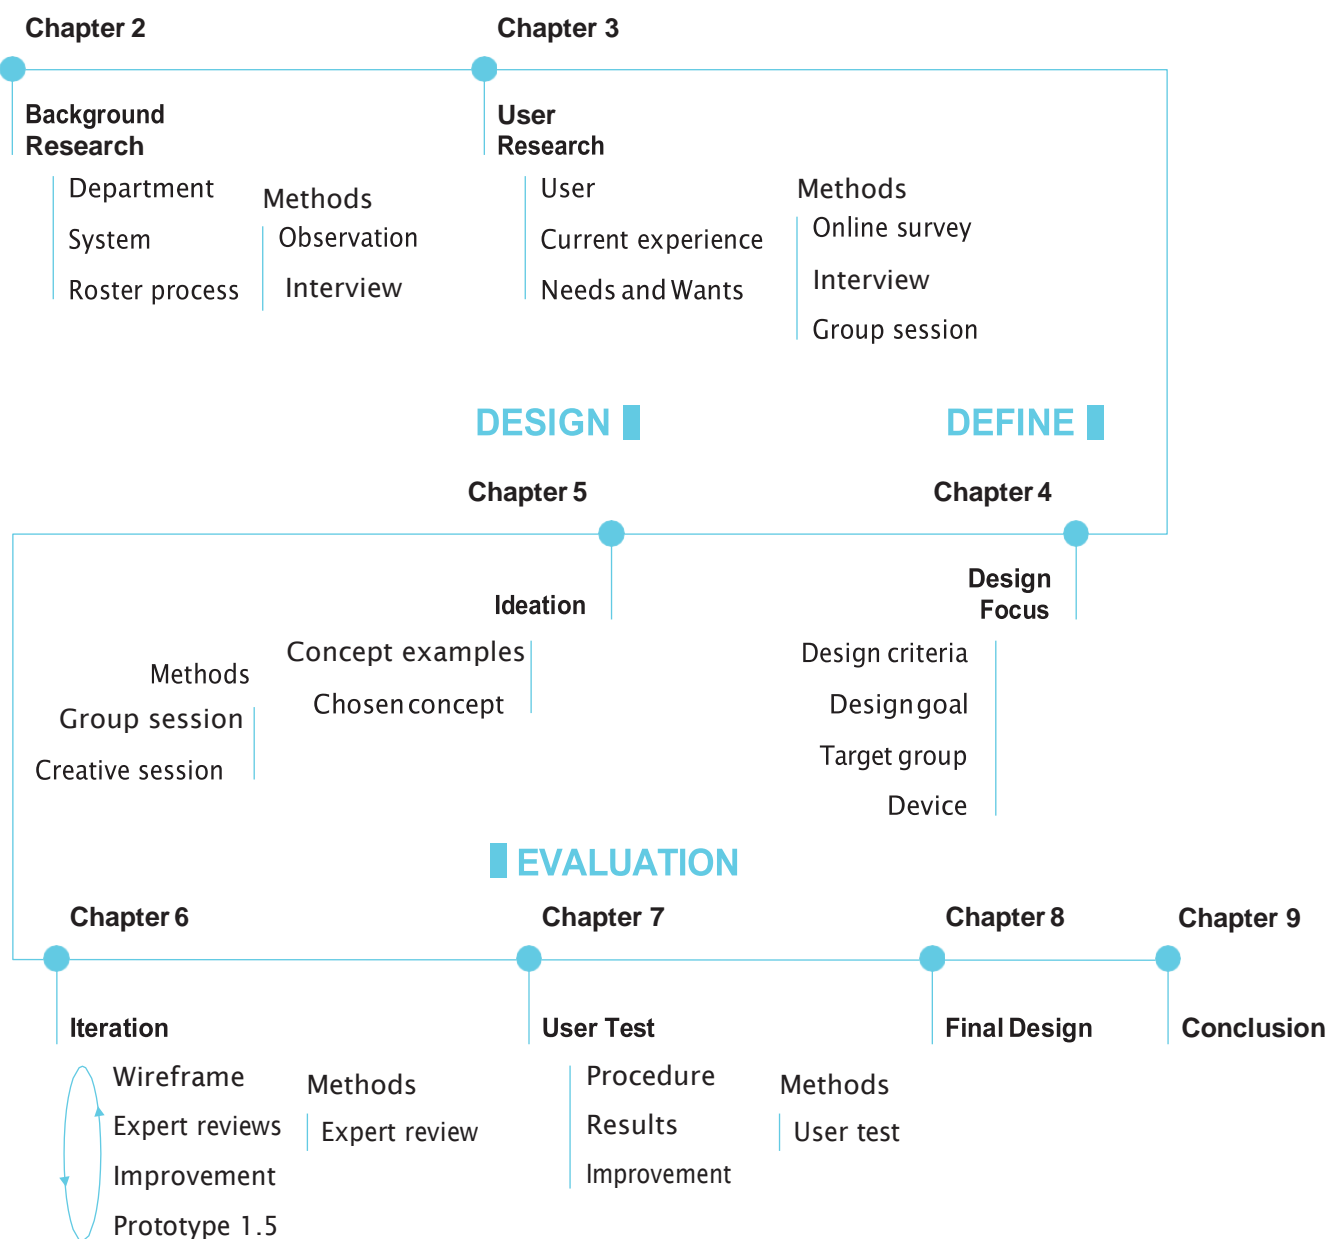 Chapter 2
Chapter 3
Background
Research
User
Research
Department
System
Roster process
Methods
Observation
Interview
User
Current experience
Needs and Wants
Methods
Online survey
Interview
Group session
DESIGN
DEFINE
Chapter 5
Chapter 4
Ideation
Concept examples
Chosen concept
Methods
Group session
Creative session
Design
Focus
Design criteria
Design goal
Target group
Device
EVALUATION
Chapter 6
Chapter 7
Chapter 8
Chapter 9
Iteration
Wireframe
Expert reviews
Improvement
Prototype 1.5
Methods
Expert review
User Test
Procedure
Results
Improvement
Methods
User test
Final Design
Conclusion